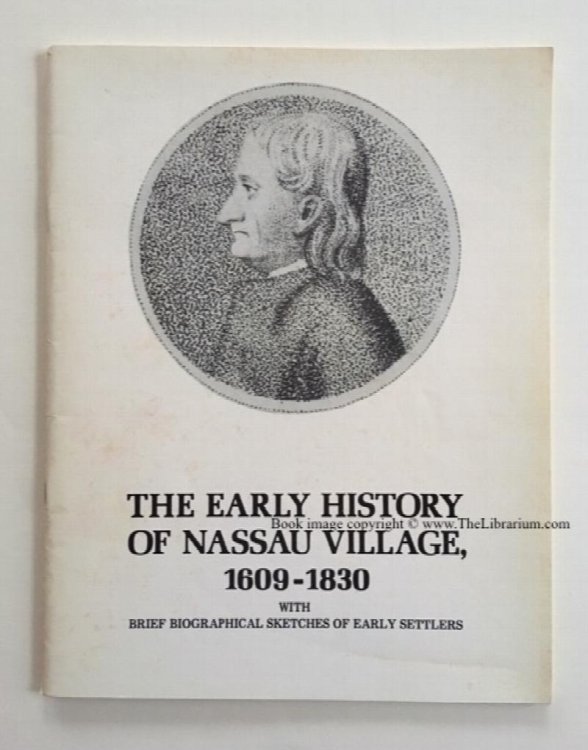 THE EARLY HISTORY
Book image copyright © www.TheLibrarium.com
OF NASSAU VILLAGE,
1609-1830
WITH
BRIEF BIOGRAPHICAL SKETCHES OF EARLY SETTLERS